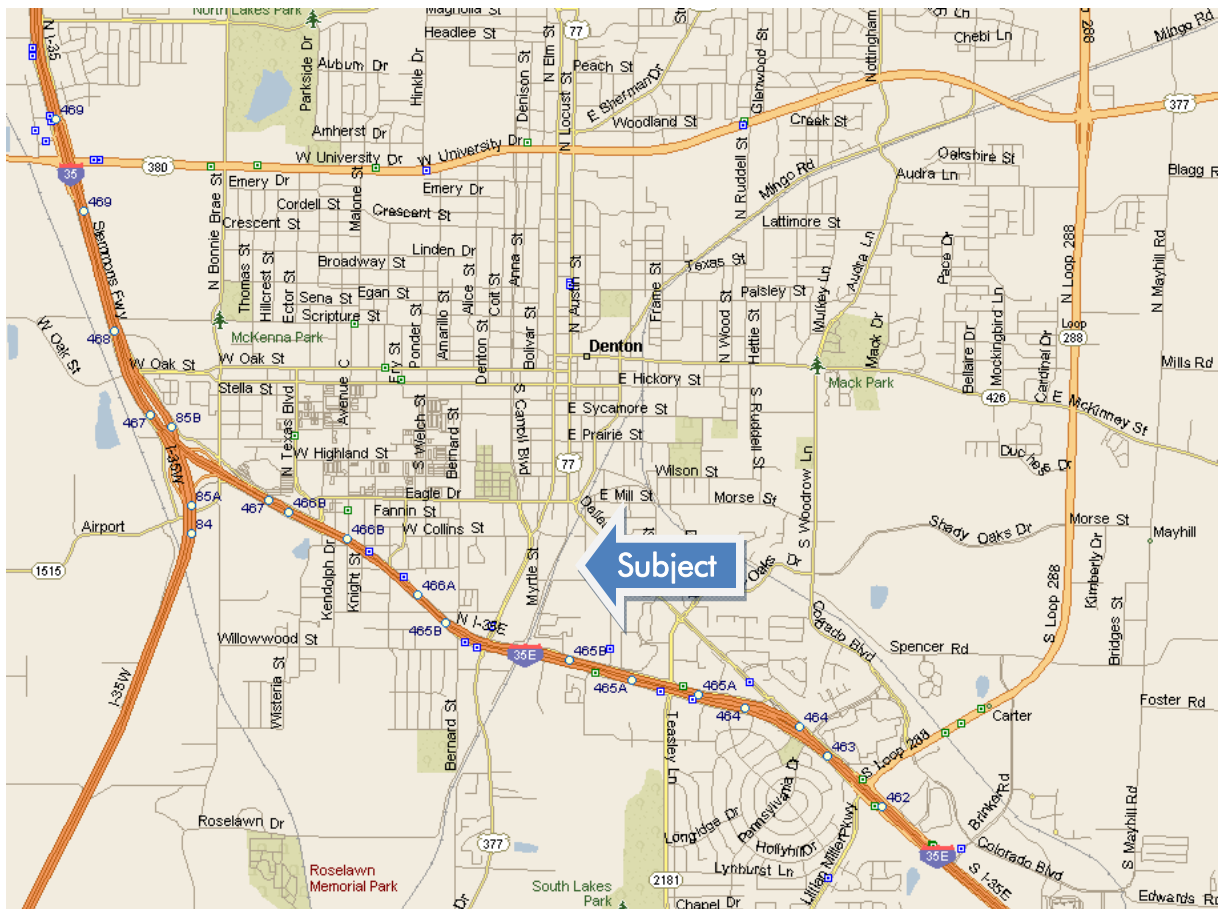 North Lakes Park
Magnolia St
Headlee St
N I-35
Parkside Dr
Auburn Dr
Hinkle Dr
Denison St
N Elm St
77
N Locust St
Peach St
E Sherman Dr
Glenwood St
Nottingham
Ln
Chebi Ln
288
Mingo Rd
377
469
Amherst Dr
Woodland St
Creek St
W University Dr
W University Dr
380
35
Emery Dr
Emery Dr
N Ruddell St
Mingo Rd
Oakshire St
Audra Ln
Blagg R
469
Cordell St
Crescent St
Crescent St
Malone St
Lattimore St
Stemmons Fwy
N Bonnie Brae St
Linden Dr
Broadway St
Anna St
Texas St
Audra Ln
Pace Dr
N Loop 288
N Mayhill Rd
Thomas St
Hillcrest St
Ector St
Sena St
Egan St
Scripture St
Ponder St
Amarillo St
Alice St
Coit St
Bolivar St
N Austin St
Frame St
Paisley St
N Wood St
Hettie St
Mulkey Ln
Mack Dr
Bellaire Dr
Mockingbird Ln
Cardinal Dr
Loop
288
W Oak St
468
McKenna Park
Denton
W Oak St
W Oak St
Stella St
Avenue C
Fry St
Denton St
E Hickory St
Mack Park
Mills Rd
426
E McKinney St
467
85B
N Texas Blvd
S Welch St
Bernard St
S Carroll Blvd
E Sycamore St
E Prairie St
S Ruddell St
W Highland St
77
Wilson St
S Woodrow Ln
Duchess Dr
I-35W
Eagle Dr
E Mill St
Morse St
85A
467
466B
Fannin St
Airport
84
466B
W Collins St
Shady Oaks Dr
Morse St
Mayhill
1515
Kendolph Dr
Knight St
Myrtle St
Subject
Oaks Dr
Kimberly Dr
Bridges St
S Loop 288
466A
465B
N I-35E
Willowwood St
Colorado Blvd
Spencer Rd
35E
465B
465A
465A
I-35W
Wisteria St
Bernard St
Teasley Ln
464
464
Carter
Foster Rd
463
S Loop 288
Pennsylvania Dr
462
Roselawn Dr
Longridge Dr
Hollyhill Dr
Lillian Miller Pkwy
Brinker Rd
S Mayhill Rd
377
35E
Colorado Blvd
Roselawn
Memorial Park
Lynhurst Ln
South Lakes
Park
2181
Chapel Dr
S I-35E
Edwards Rd
Dr